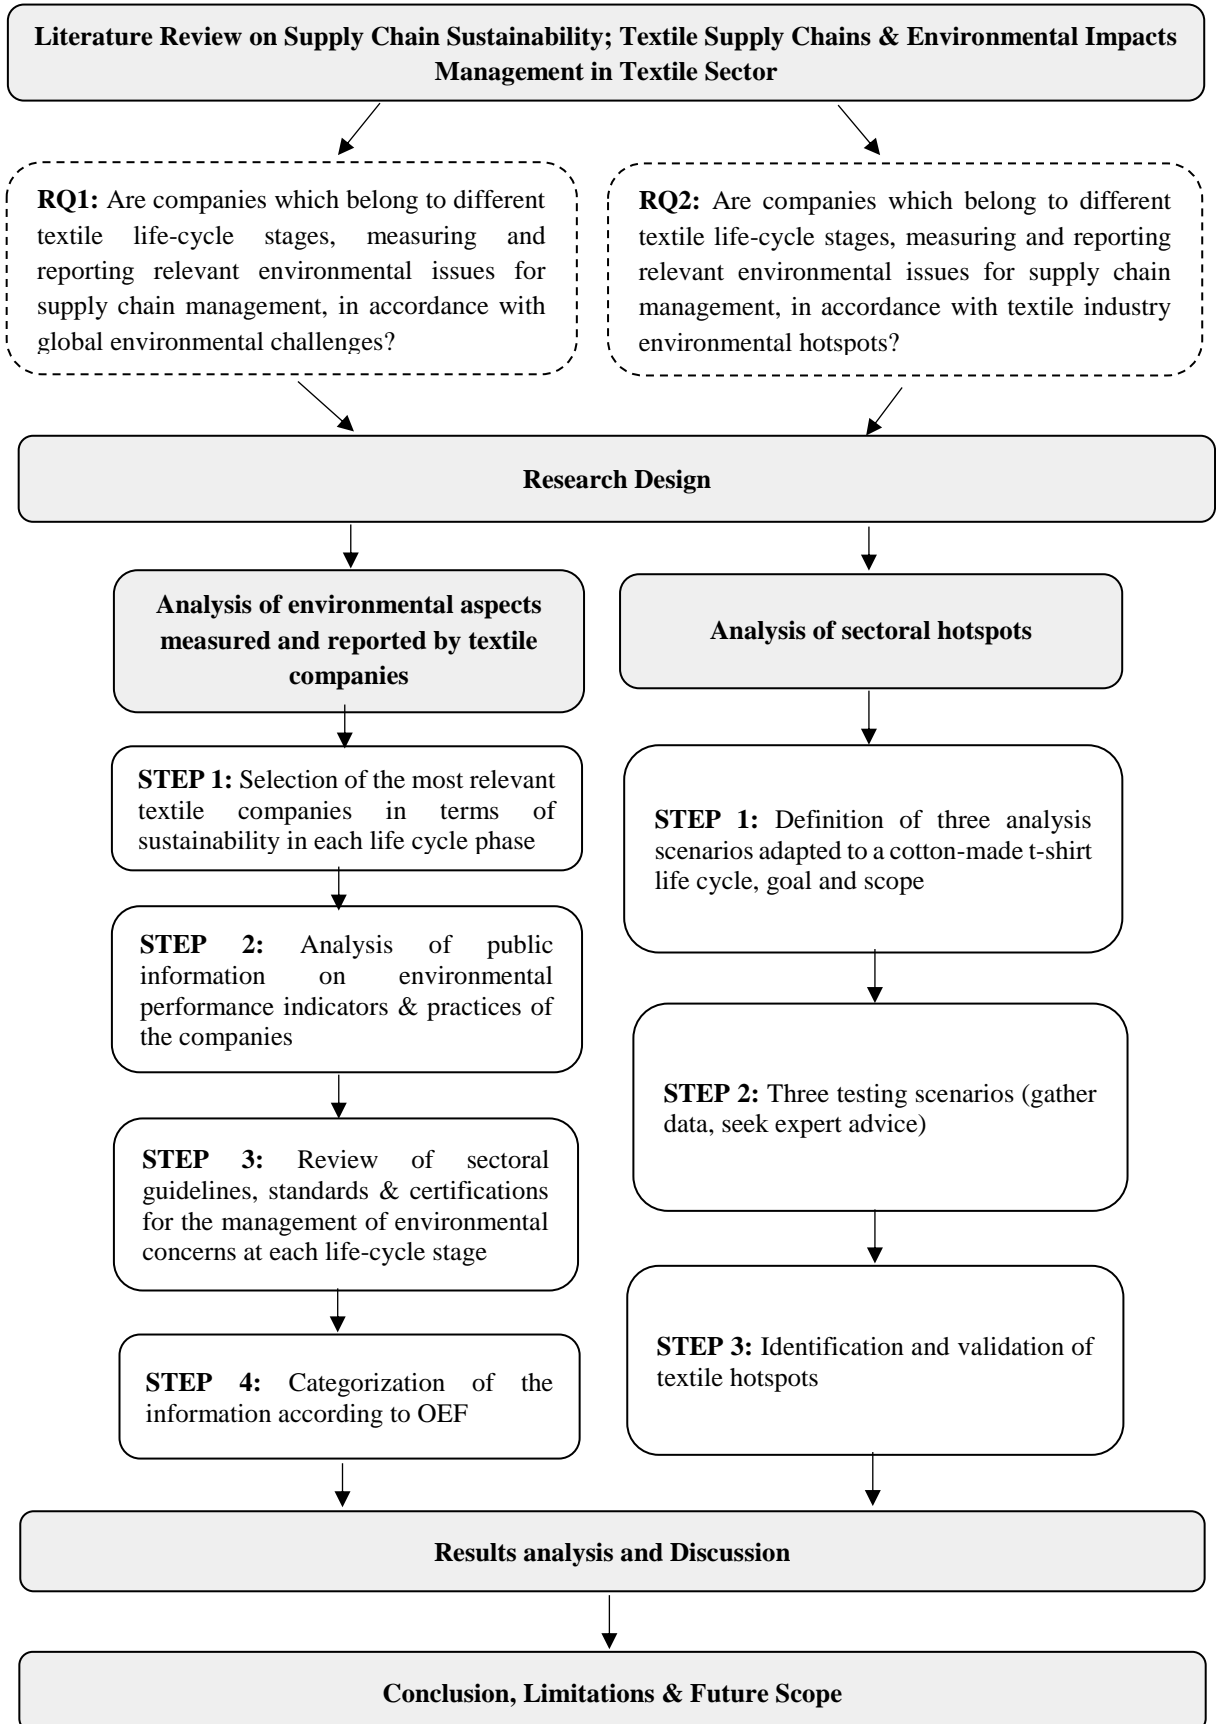 Literature Review on Supply Chain Sustainability; Textile Supply Chains & Environmental Impacts
Management in Textile Sector
RQ1: Are companies which belong to different
textile life-cycle stages, measuring and
reporting relevant environmental issues for
supply chain management, in accordance with
global environmental challenges?
RQ2: Are companies which belong to different
textile life-cycle stages, measuring and reporting
relevant environmental issues for supply chain
management, in accordance with textile industry
environmental hotspots?
Research Design
Analysis of environmental aspects
measured and reported by textile
companies
STEP 1: Selection of the most relevant
textile companies in terms of
sustainability in each life cycle phase
STEP 2: Analysis of public
information on environmental
performance indicators & practices of
the companies
STEP 3: Review of sectoral
guidelines, standards & certifications
for the management of environmental
concerns at each life-cycle stage
STEP 4: Categorization of the
information according to OEF
Analysis of sectoral hotspots
STEP 1: Definition of three analysis
scenarios adapted to a cotton-made t-shirt
life cycle, goal and scope
STEP 2: Three testing scenarios (gather
data, seek expert advice)
STEP 3: Identification and validation of
textile hotspots
Results analysis and Discussion
Conclusion, Limitations & Future Scope